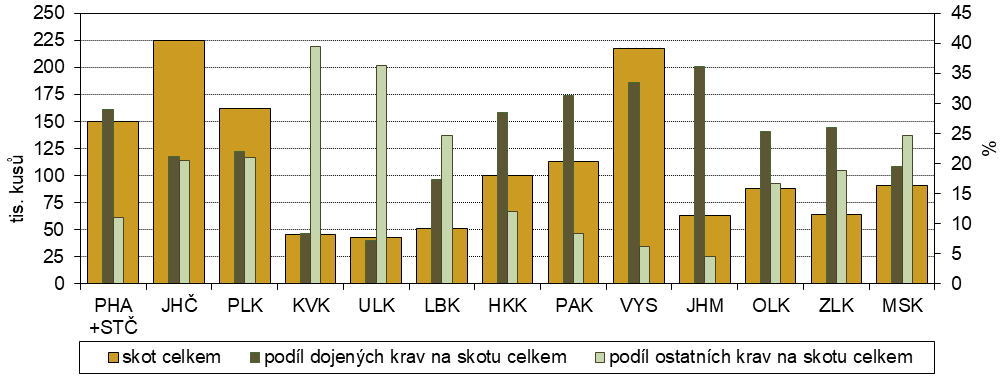 250
225
200
175
150
125
100
75
50
25
0
tis. kusů
45
40
35
30
25
20
15
10
5
0
%
PHA +STČ
JHČ
PLK
KVK
ULK
LBK
HKK
PAK
VYS
JHM
OLK
ZLK
MSK
skot celkem
podíl dojených krav na skotu celkem
podíl ostatních krav na skotu celkem